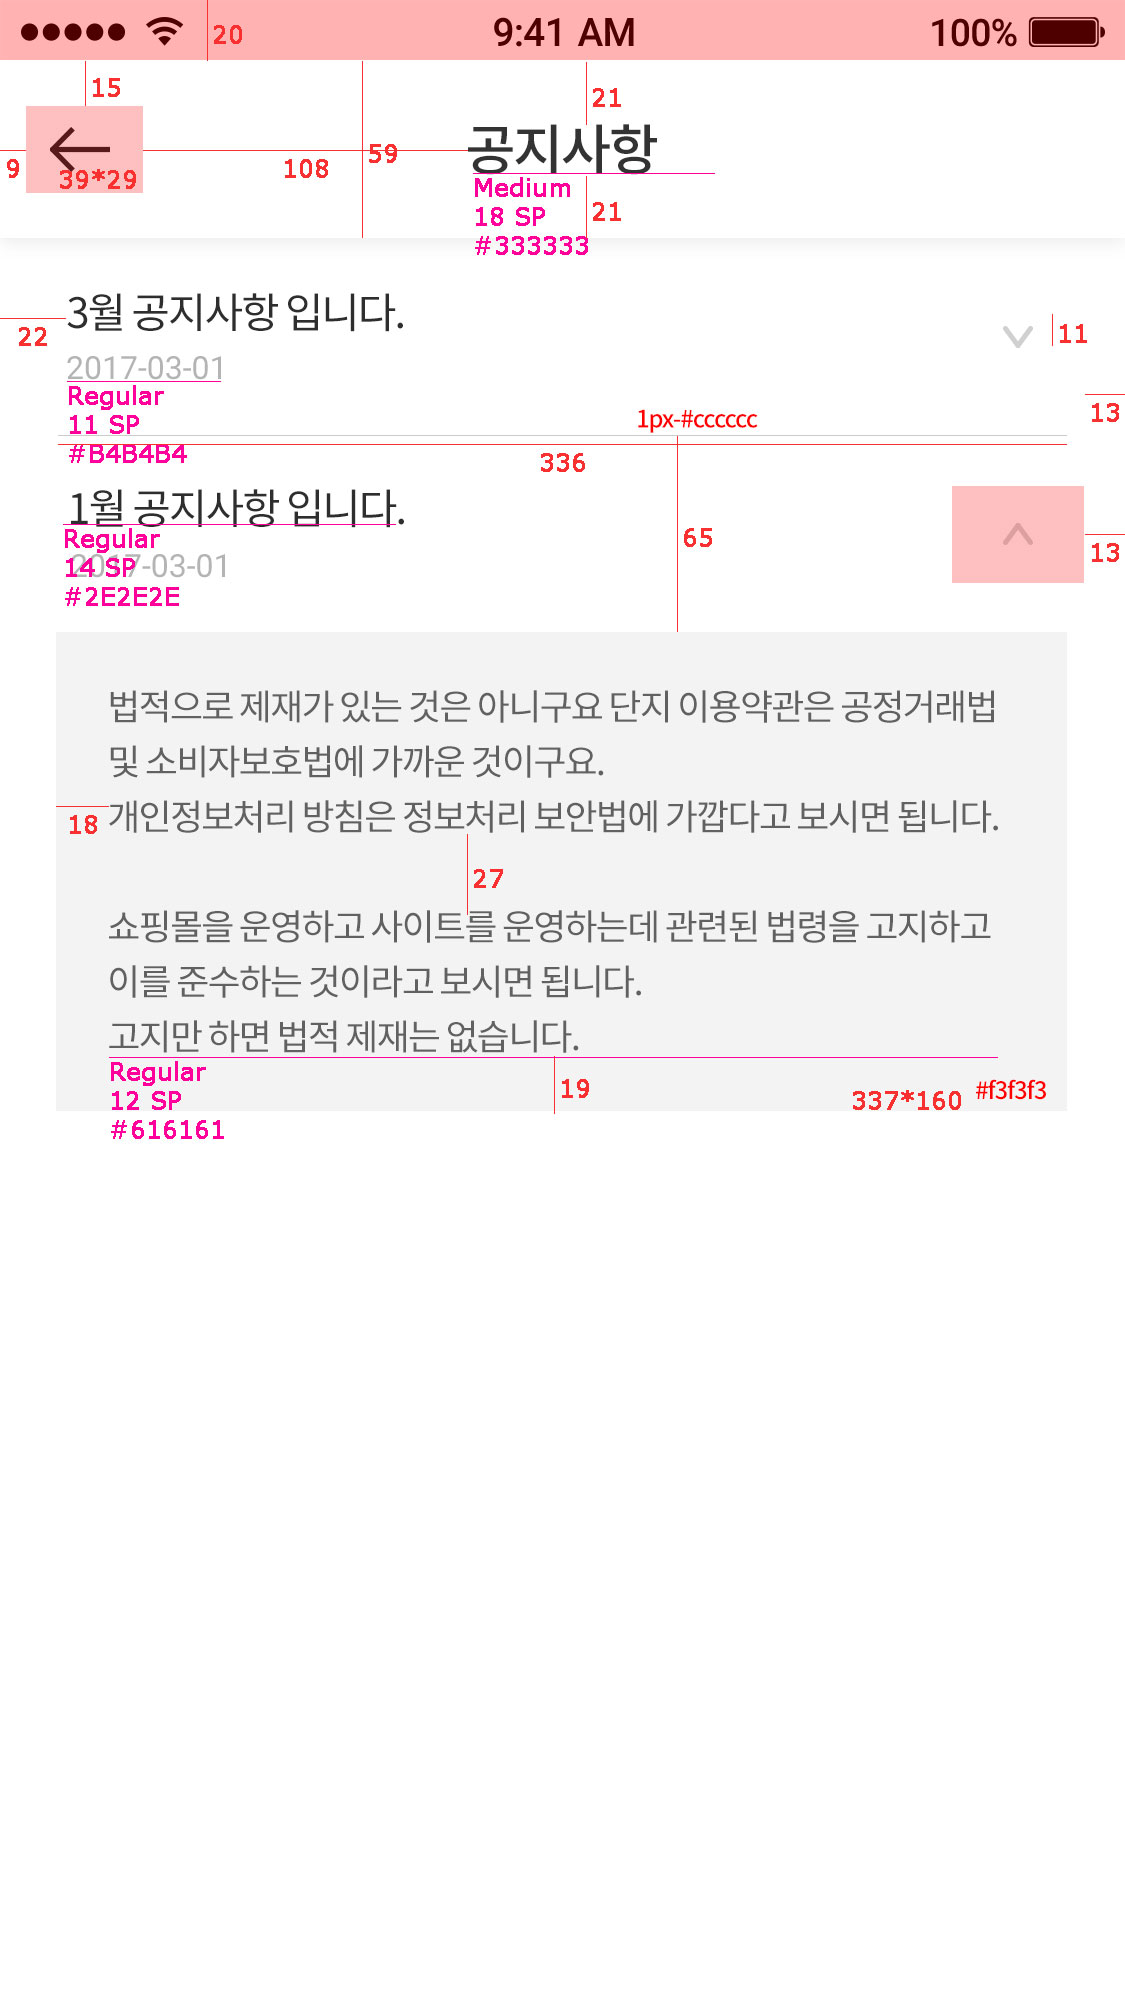 20
9:41 AM
100%
15
21
공지사항
9
39*29
108
59
Medium
18 SP
#333333
21
3월 공지사항 입니다.
22
11
2017-03-01
Regular
11 SP
#B4B4B4
13
1px-#cccccc
336
1월 공지사항 입니다.
65
13
2017-03-01
Regular
14 SP
#2E2E2E
법적으로 제재가 있는 것은 아니구요 단지 이용약관은 공정거래법
및 소비자보호법에 가까운 것이구요.
개인정보처리 방침은 정보처리 보안법에 가깝다고 보시면 됩니다.
18
27
쇼핑몰을 운영하고 사이트를 운영하는데 관련된 법령을 고지하고
이를 준수하는 것이라고 보시면 됩니다.
고지만 하면 법적 제재는 없습니다.
Regular
12 SP
#616161
19
337*160
#f3f3f3